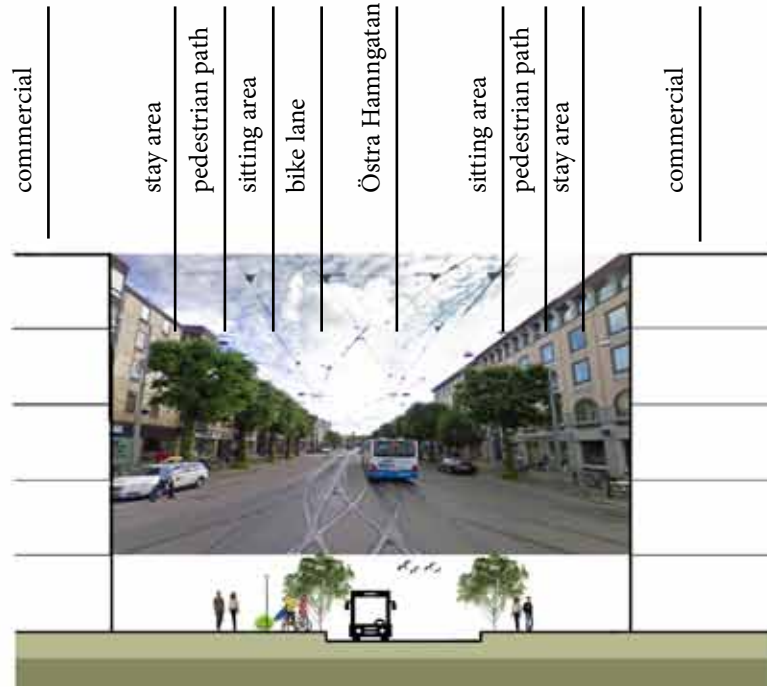 commercial
stay area
pedestrian path
sitting area
bike lane
Östra Hamngatan
sitting area
pedestrian path
stay area
commercial